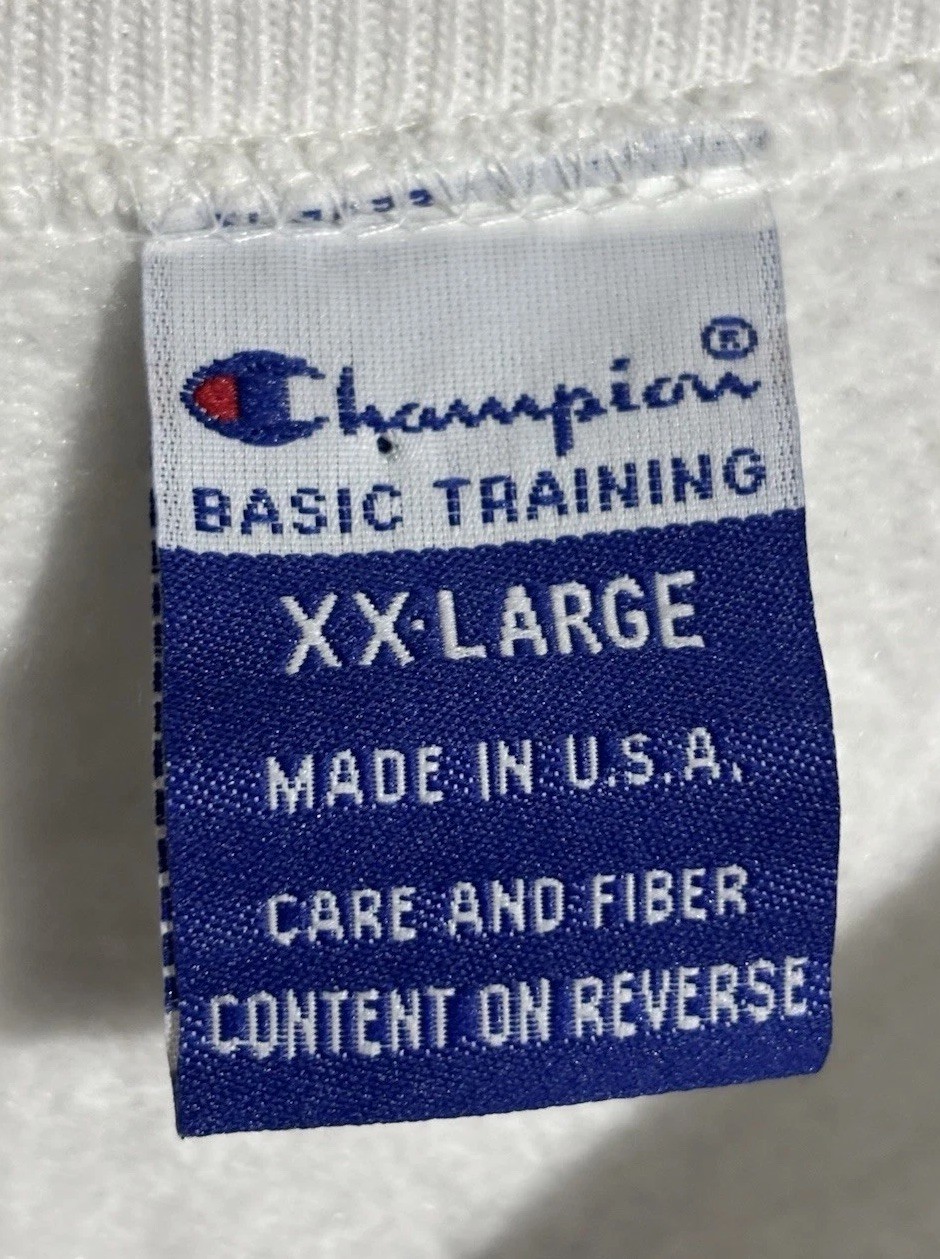 Champion®
BASIC TRAINING
XX-LARGE
MADE IN U.S.A.
CARE AND FIBER
CONTENT ON REVERSE